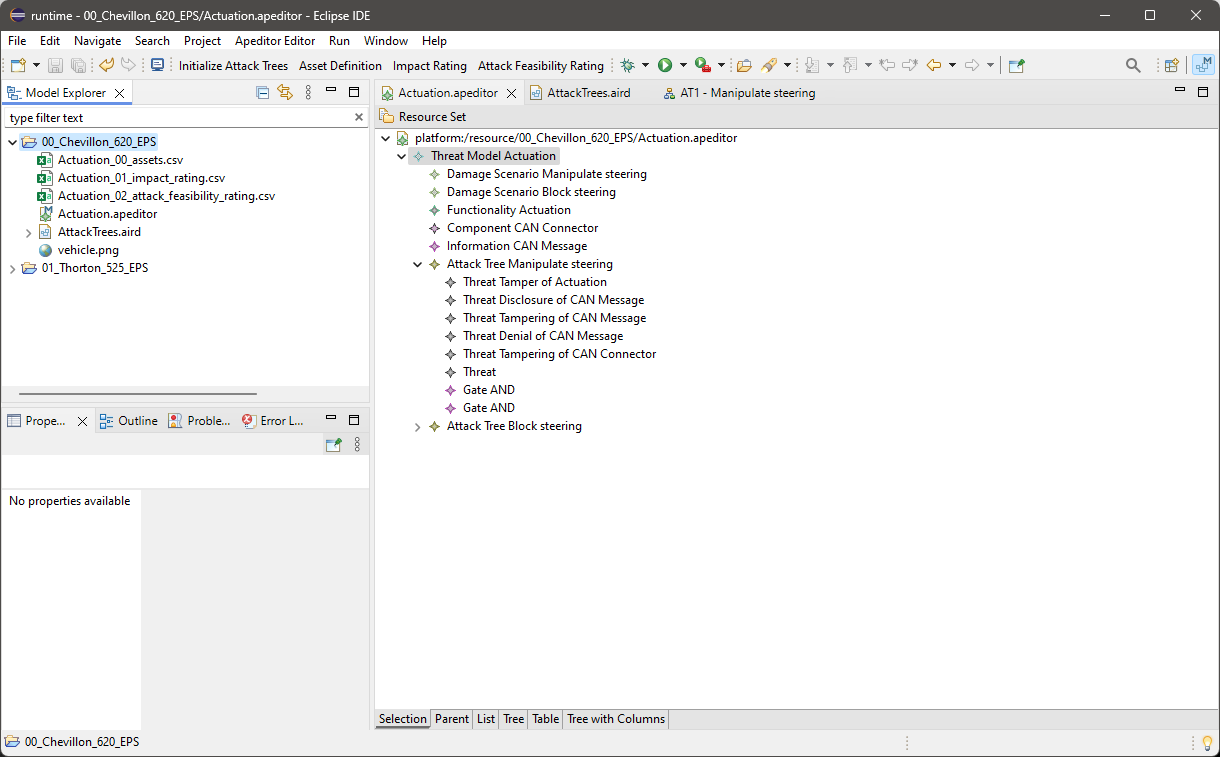 runtime - 00_Chevillon_620_EPS/Actuation.apeditor - Eclipse IDE
File Edit Navigate Search Project Apeditor Editor Run Window Help
Initialize Attack Trees Asset Definition Impact Rating Attack Feasibility Rating
Model Explorer
type filter text
00_Chevillon_620_EPS
Actuation_00_assets.csv
Actuation_01_impact_rating.csv
Actuation_02_attack_feasibility_rating.csv
Actuation.apeditor
AttackTrees.aird
vehicle.png
01_Thorton_525_EPS
Prope... Outline Proble... Error L...
No properties available
Actuation.apeditor AttackTrees.aird AT1 - Manipulate steering
Resource Set
platform:/resource/00_Chevillon_620_EPS/Actuation.apeditor
Threat Model Actuation
Damage Scenario Manipulate steering
Damage Scenario Block steering
Functionality Actuation
Component CAN Connector
Information CAN Message
Attack Tree Manipulate steering
Threat Tamper of Actuation
Threat Disclosure of CAN Message
Threat Tampering of CAN Message
Threat Denial of CAN Message
Threat Tampering of CAN Connector
Threat
Gate AND
Gate AND
Attack Tree Block steering
Selection Parent List Tree Table Tree with Columns
00_Chevillon_620_EPS